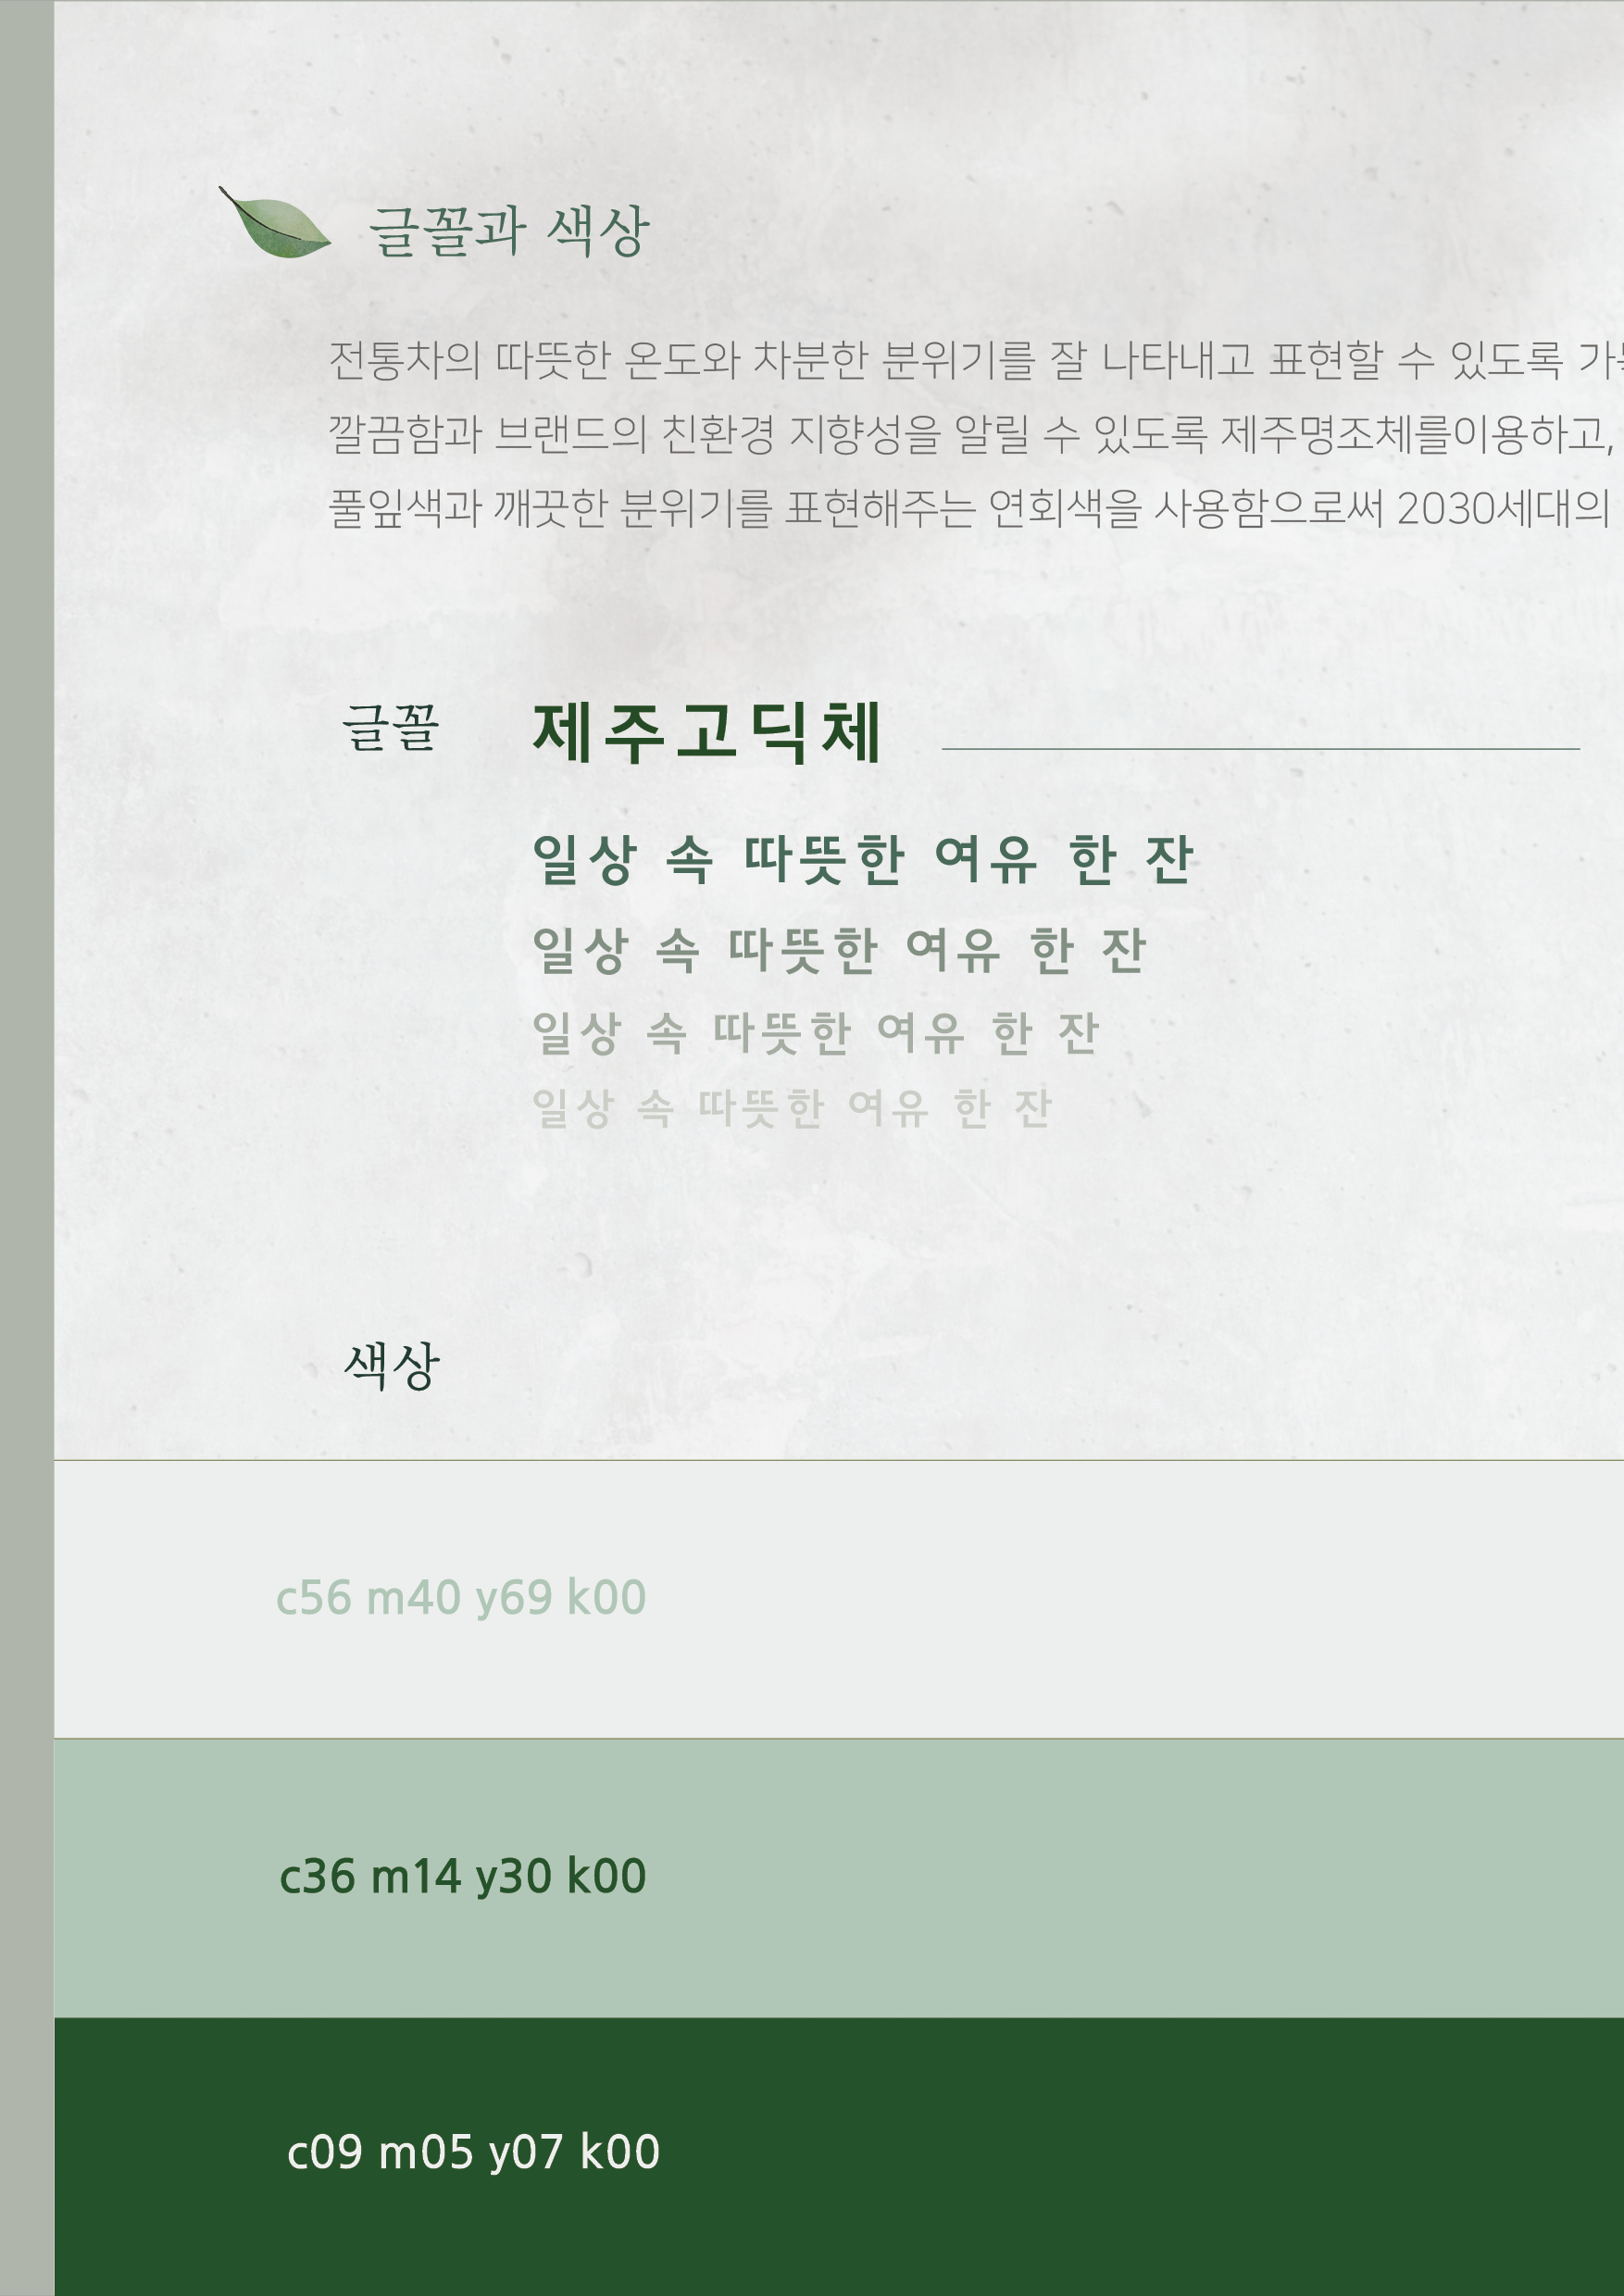 글꼴과 색상
전통차의 따뜻한 온도와 차분한 분위기를 잘 나타내고 표현할 수 있도록
깔끔함과 브랜드의 친환경 지향성을 알릴 수 있도록 제주명조체를이용하고,
풀잎색과 깨끗한 분위기를 표현해주는 연회색을 사용함으로써 2030세대의
글꼴
제주고딕체
일상 속 따뜻한 여유 한 잔
일상 속 따뜻한 여유 한 잔
일상 속 따뜻한 여유 한 잔
일상 속 따뜻한 여유 한 잔
색상
c56 m40 y69 k00
c36 m14 y30 k00
c09 m05 y07 k00